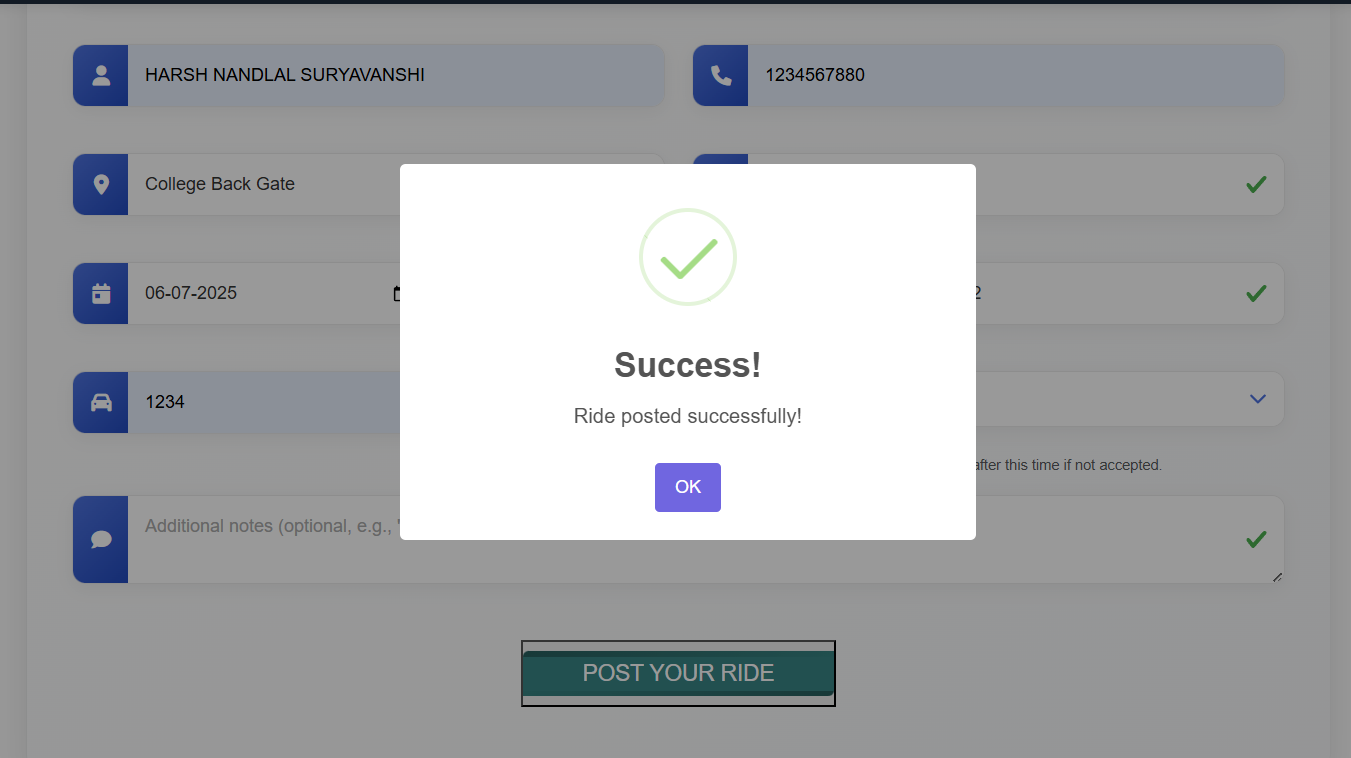 HARSH NANDLAL SURYAVANSHI
1234567880
College Back Gate
06-07-2025
2
1234
Success!
Ride posted successfully!
OK
after this time if not accepted.
Additional notes (optional, e.g., '
POST YOUR RIDE